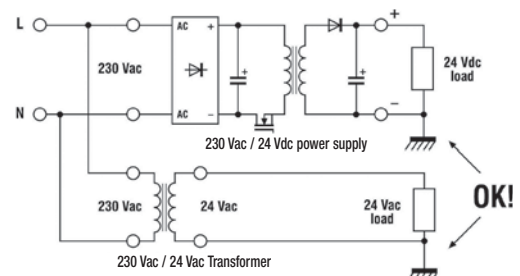 L
N
230 Vac
AC +
AC −
+
+
+
−
24 Vdc
load
230 Vac / 24 Vdc power supply
OK!
230 Vac
24 Vac
24 Vac
load
230 Vac / 24 Vac Transformer